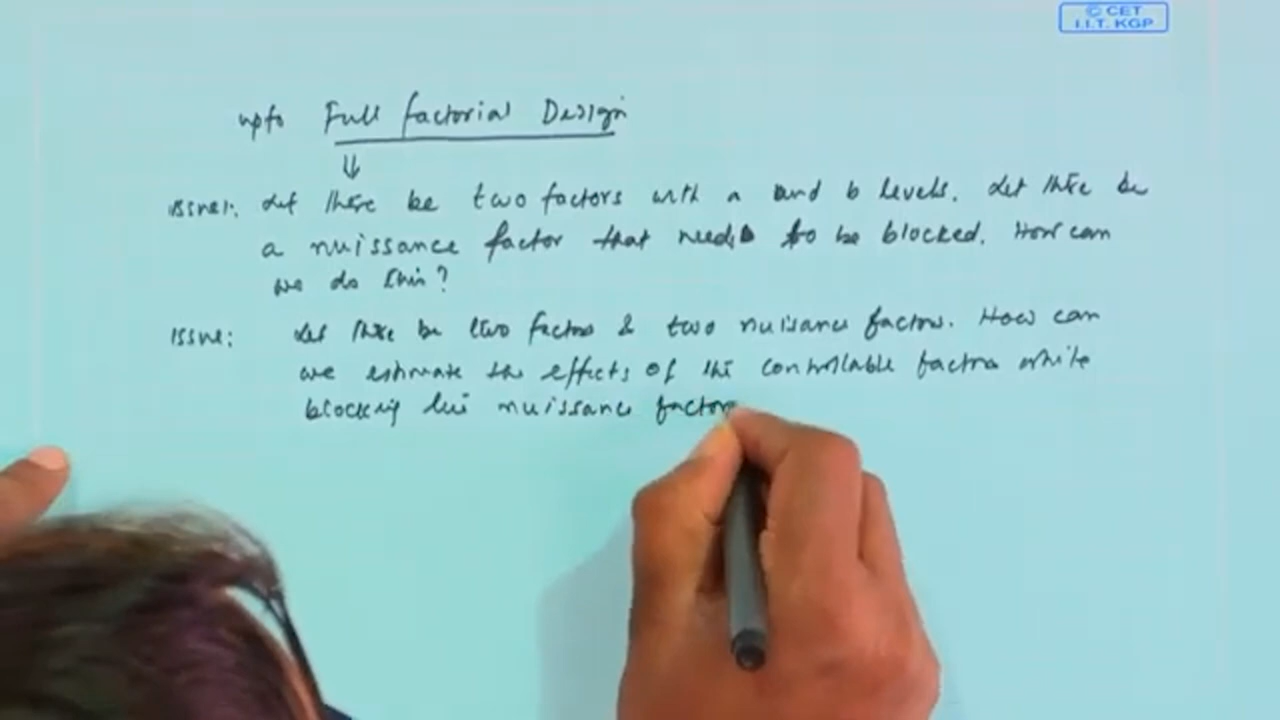 © CET
I.I.T. KGP
upto Full factorial Design
Issue1: Let there be two factors with a and b levels. Let there be
a nuissance factor that needs to be blocked. How can
we do this?
Issue: Let there be two factors & two nuisance factors. How can
we estimate the effects of the controllable factors while
blocking the nuissance factor